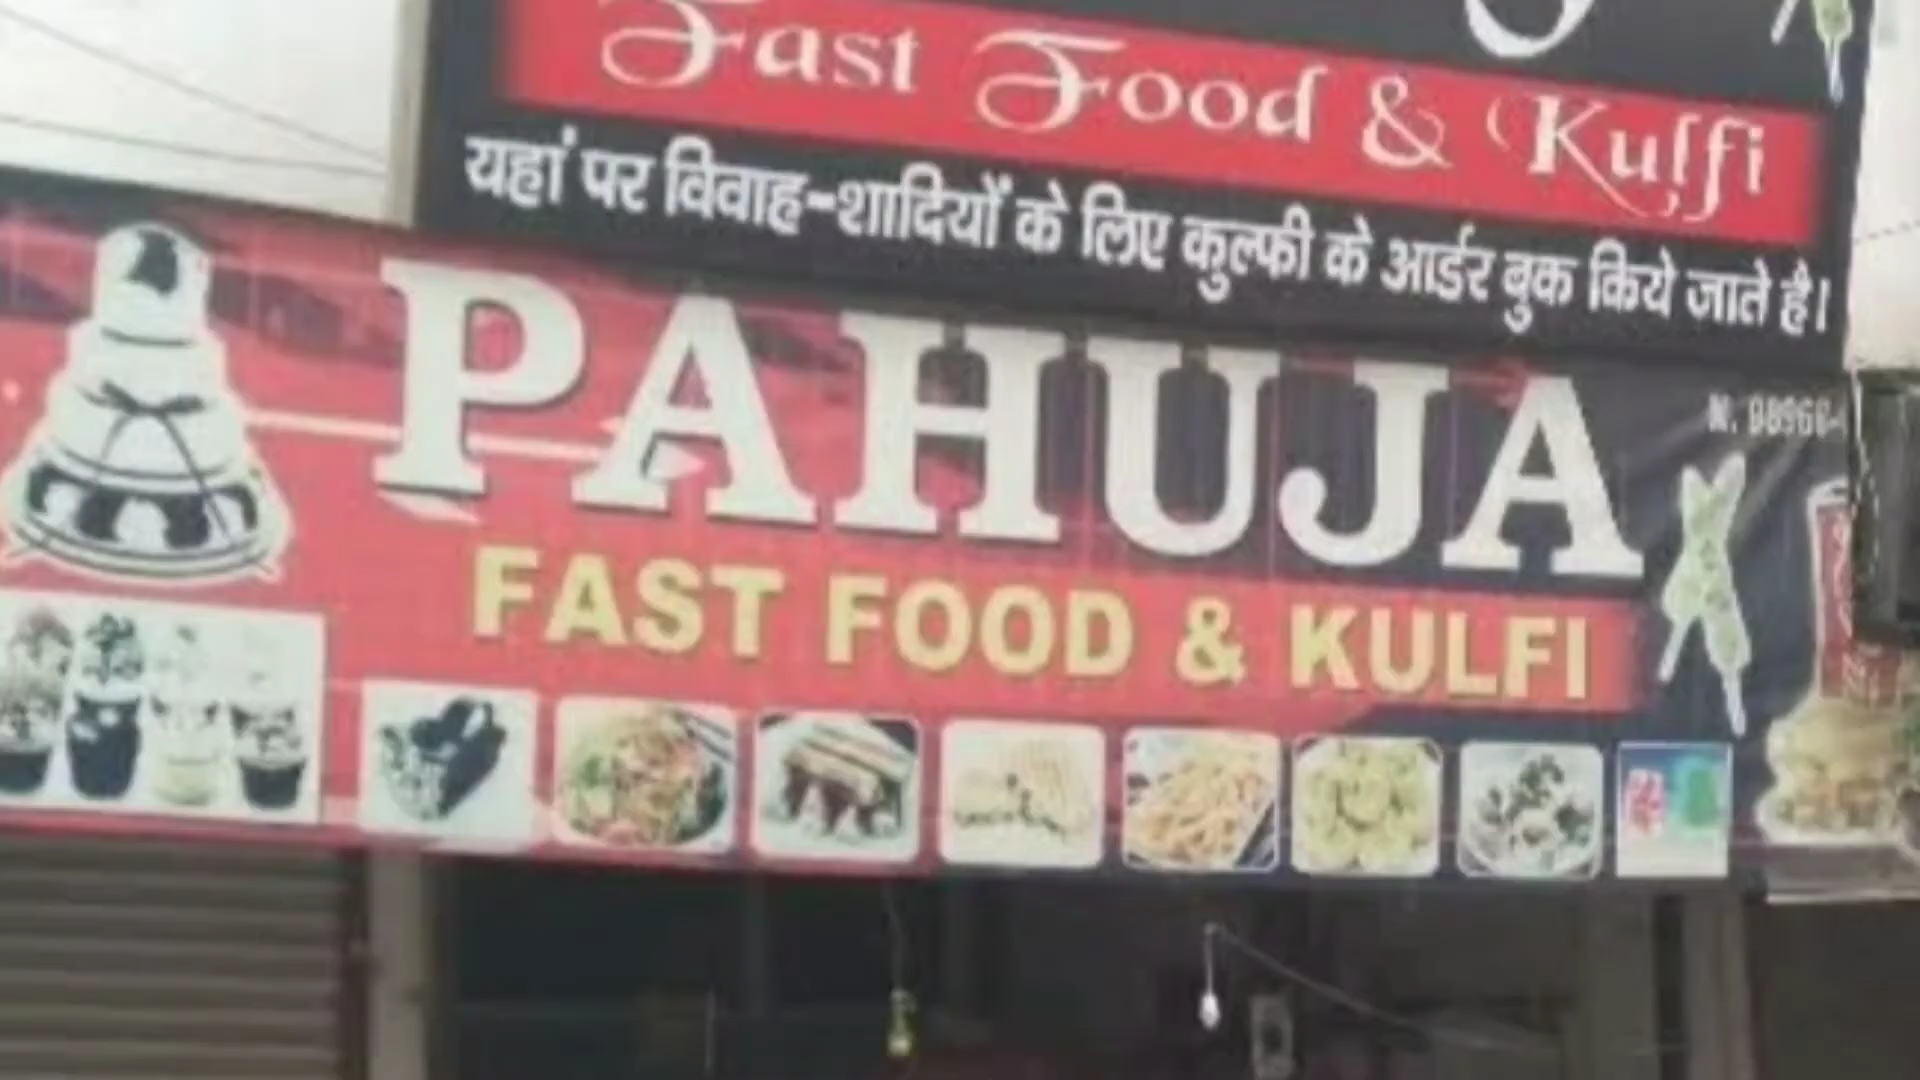 Fast Food & Kulfi
यहां पर विवाह-शादियों के लिए कुल्फी के आर्डर बुक किये जाते है।
PAHUJA
FAST FOOD & KULFI